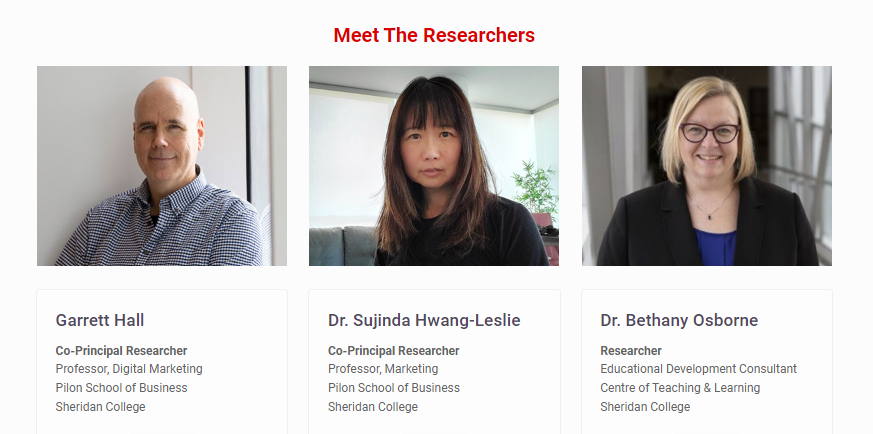 Meet The Researchers
Garrett Hall
Co-Principal Researcher
Professor, Digital Marketing
Pilon School of Business
Sheridan College
Dr. Sujinda Hwang-Leslie
Co-Principal Researcher
Professor, Marketing
Pilon School of Business
Sheridan College
Dr. Bethany Osborne
Researcher
Educational Development Consultant
Centre of Teaching & Learning
Sheridan College